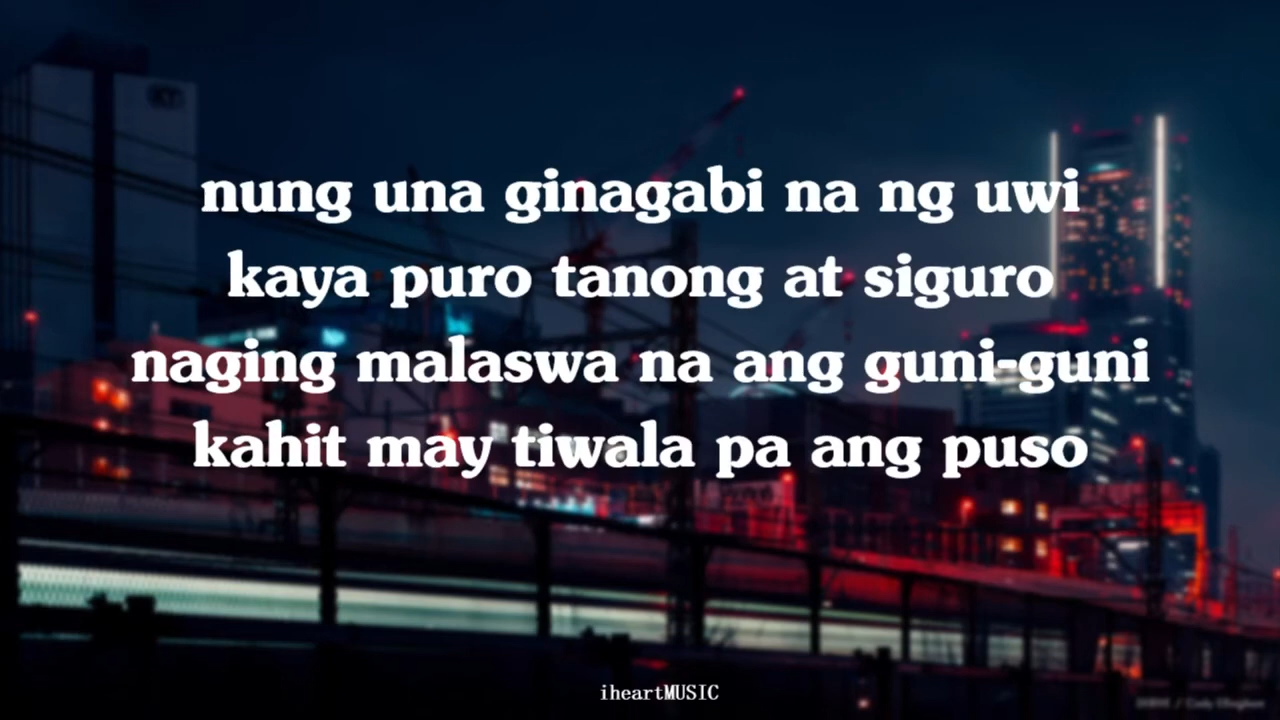 nung una ginagabi na ng uwi
kaya puro tanong at siguro
naging malaswa na ang guni-guni
kahit may tiwala pa ang puso
iheartMUSIC